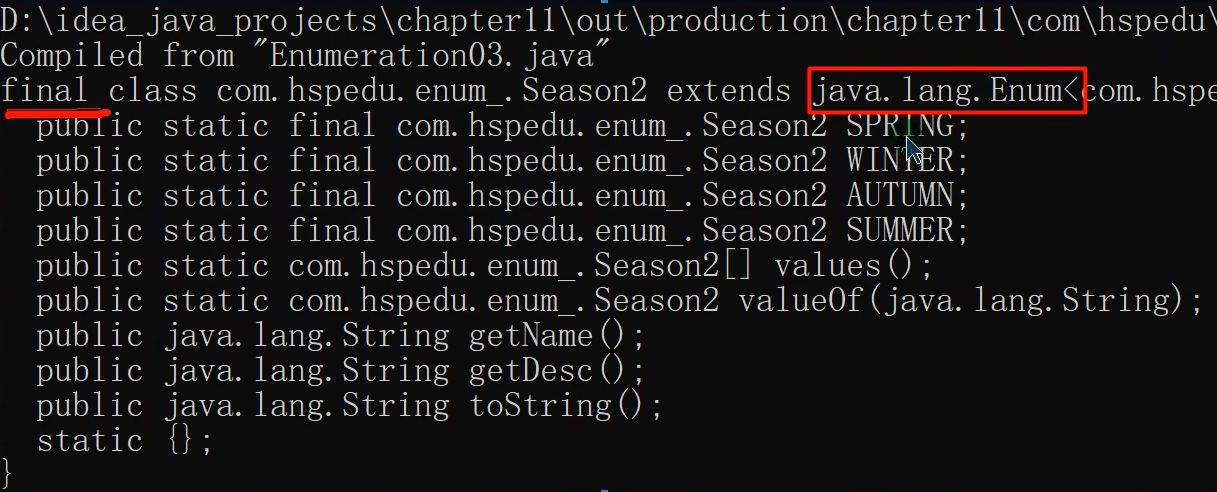 D:\idea_java_projects\chapter11\out\production\chapter11\com\hspedu\
Compiled from "Enumeration03.java"
final class com.hspedu.enum_.Season2 extends java.lang.Enum<com.hspe
public static final com.hspedu.enum_.Season2 SPRING;
public static final com.hspedu.enum_.Season2 WINTER;
public static final com.hspedu.enum_.Season2 AUTUMN;
public static final com.hspedu.enum_.Season2 SUMMER;
public static com.hspedu.enum_.Season2[] values();
public static com.hspedu.enum_.Season2 valueOf(java.lang.String);
public java.lang.String getName();
public java.lang.String getDesc();
public java.lang.String toString();
static {};
}